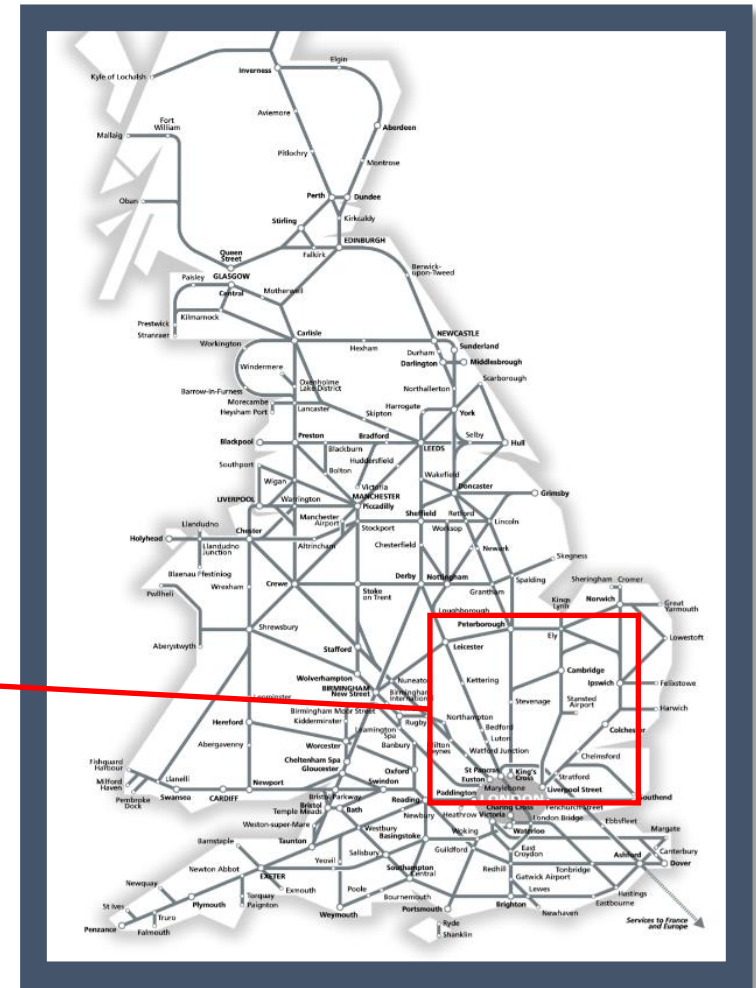 Elgin
Inverness
Kyle of Lochalsh
Aviemore
Fort
William
Mallaig
Aberdeen
Pitlochry
Montrose
Perth
Dundee
Oban
Kirkcaldy
Stirling
EDINBURGH
Falkirk
Queen
Street
GLASGOW
Central
Paisley
Motherwell
Berwick-
upon-Tweed
Kilmarnock
Prestwick
Stranraer
Carlisle
NEWCASTLE
Workington
Hexham
Sunderland
Durham
Darlington
Middlesbrough
Windermere
Scarborough
Oxenholme
Lake District
Northallerton
Barrow-in-Furness
Morecambe
Heysham Port
Lancaster
Harrogate
York
Skipton
Blackpool
Preston
Bradford
LEEDS
Selby
Hull
Blackburn
Huddersfield
Southport
Bolton
Wakefield
Wigan
Victoria
MANCHESTER
Piccadilly
Doncaster
Grimsby
LIVERPOOL
Warrington
Manchester
Airport
Stockport
Sheffield
Retford
Lincoln
Worksop
Llandudno
Holyhead
Chester
Llandudno
Junction
Altrincham
Chesterfield
Newark
Skegness
Blaenau Ffestiniog
Pwllheli
Wrexham
Crewe
Stoke
on Trent
Derby
Nottingham
Grantham
Spalding
Sheringham
Cromer
Kings
Lynn
Norwich
Great
Yarmouth
Loughborough
Peterborough
Ely
Lowestoft
Shrewsbury
Aberystwyth
Stafford
Leicester
Wolverhampton
BIRMINGHAM
New Street
Nuneaton
Birmingham
International
Kettering
Cambridge
Ipswich
Felixstowe
Stansted
Airport
Stevenage
Harwich
Leominster
Birmingham Moor Street
Kidderminster
Rugby
Northampton
Bedford
Colchester
Hereford
Leamington
Spa
Luton
Abergavenny
Worcester
Banbury
Milton
Keynes
Watford Junction
Chelmsford
Cheltenham Spa
Gloucester
Oxford
St Pancras
Euston
King's
Cross
Stratford
Fishguard
Harbour
Milford
Haven
Llanelli
Newport
Swindon
Paddington
Marylebone
Liverpool Street
LONDON
Southend
Pembroke
Dock
Swansea
CARDIFF
Bristol Parkway
Bristol
Temple Meads
Bath
Reading
Newbury
Heathrow
Victoria
Charing Cross
Fenchurch Street
London Bridge
Ebbsfleet
Weston-super-Mare
Westbury
Basingstoke
Woking
Waterloo
Margate
Barnstaple
Taunton
Salisbury
Guildford
East
Croydon
Canterbury
Ashford
Dover
Newton Abbot
Yeovil
Southampton
Central
Redhill
Tonbridge
Gatwick Airport
EXETER
Newquay
Exmouth
Poole
Bournemouth
Lewes
Hastings
Eastbourne
St Ives
Plymouth
Torquay
Paignton
Weymouth
Portsmouth
Brighton
Newhaven
Truro
Penzance
Falmouth
Ryde
Shanklin
Services to France
and Europe